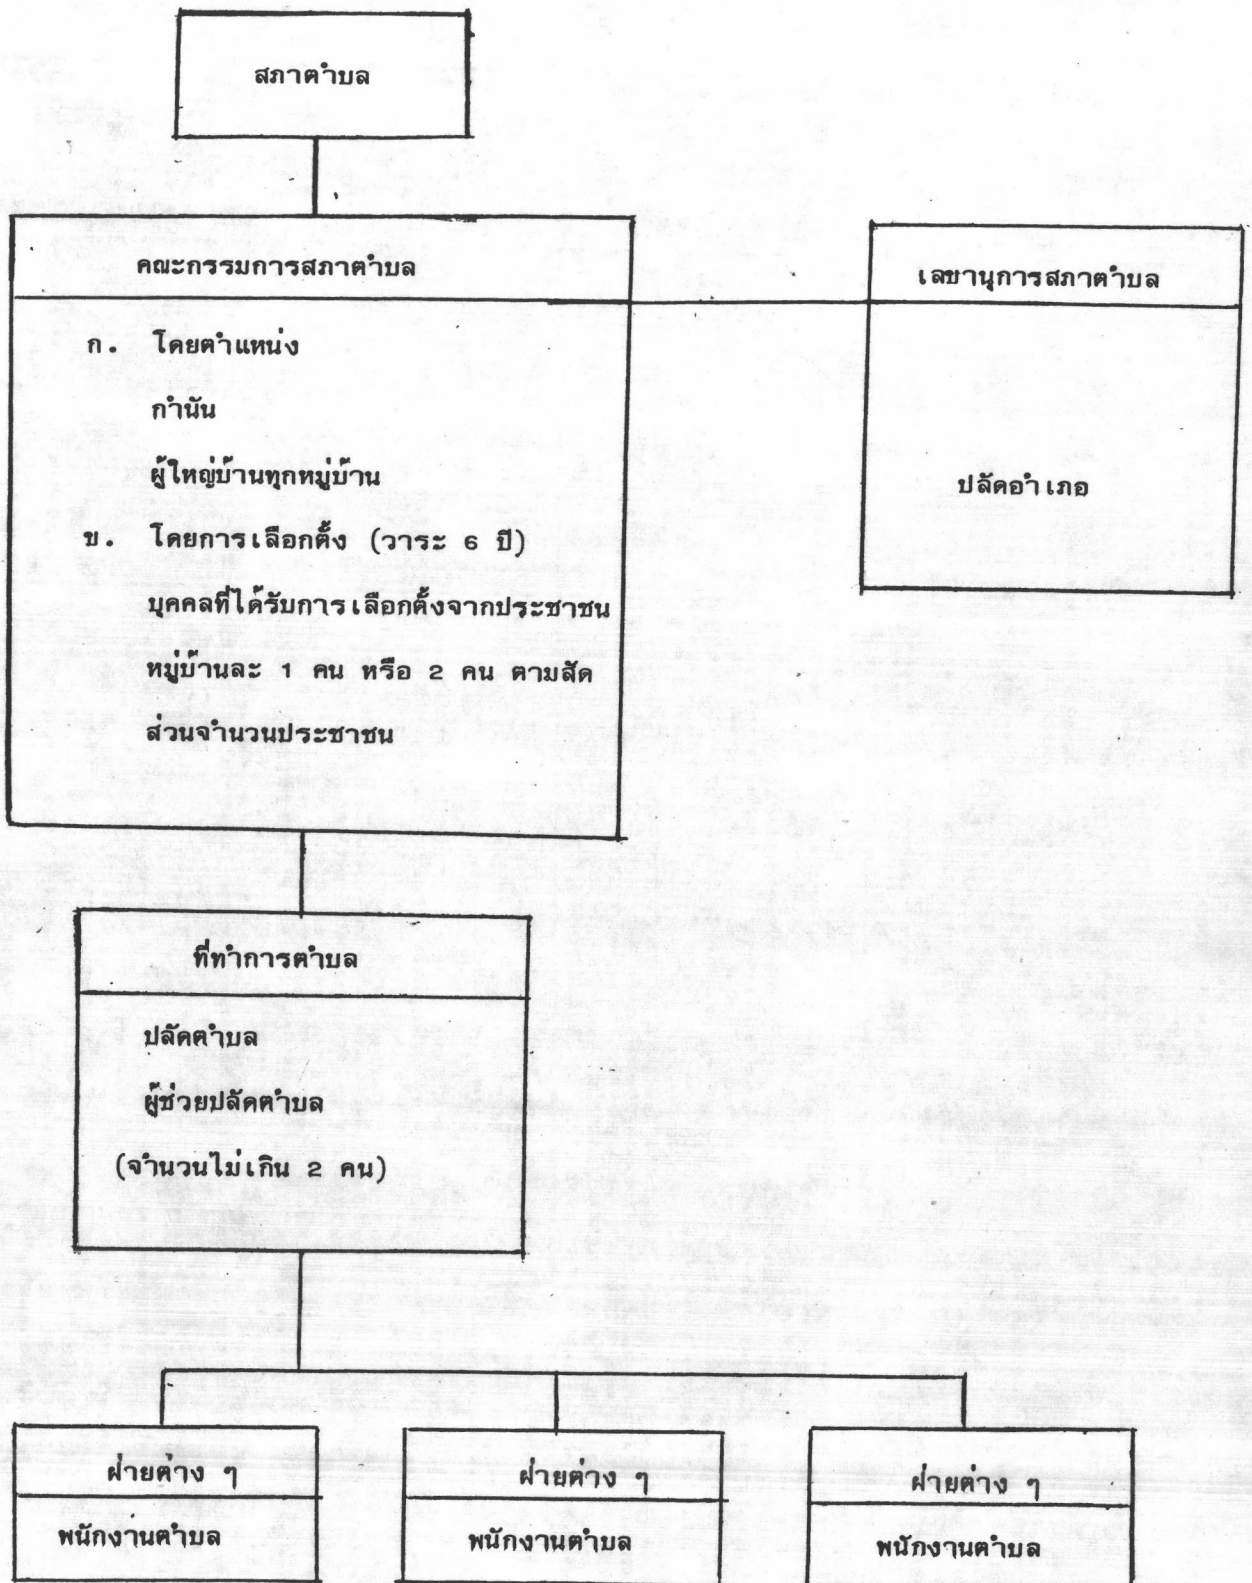 สภาตำบล
คณะกรรมการสภาตำบล
ก. โดยตำแหน่ง
กำนัน
ผู้ใหญ่บ้านทุกหมู่บ้าน
ข. โดยการเลือกตั้ง (วาระ 6 ปี)
บุคคลที่ได้รับการเลือกตั้งจากประชาชน
หมู่บ้านละ 1 คน หรือ 2 คน ตามสัด
ส่วนจำนวนประชาชน
เลขานุการสภาตำบล
ปลัดอำเภอ
ที่ทำการตำบล
ปลัดตำบล
ผู้ช่วยปลัดตำบล
(จำนวนไม่เกิน 2 คน)
ฝ่ายต่าง ๆ
พนักงานตำบล
ฝ่ายต่าง ๆ
พนักงานตำบล
ฝ่ายต่าง ๆ
พนักงานตำบล